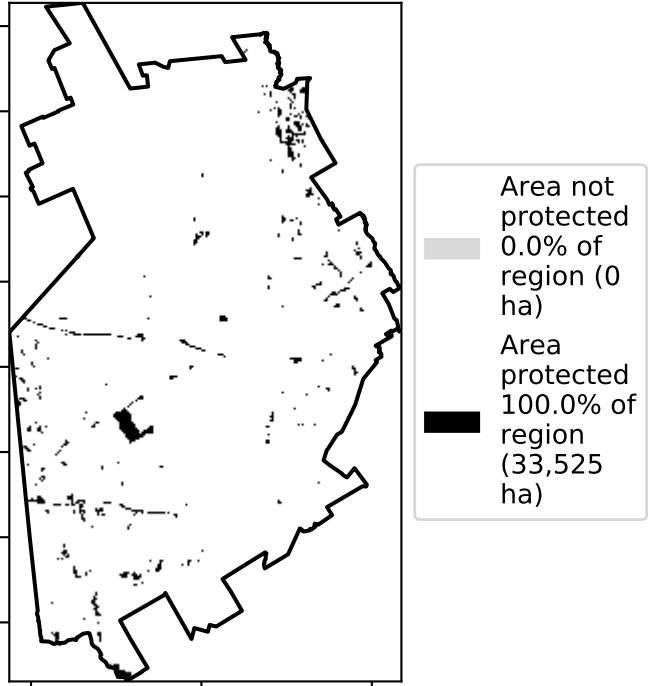 Area not
protected
0.0% of
region (0
ha)
Area
protected
100.0% of
region
(33,525
ha)